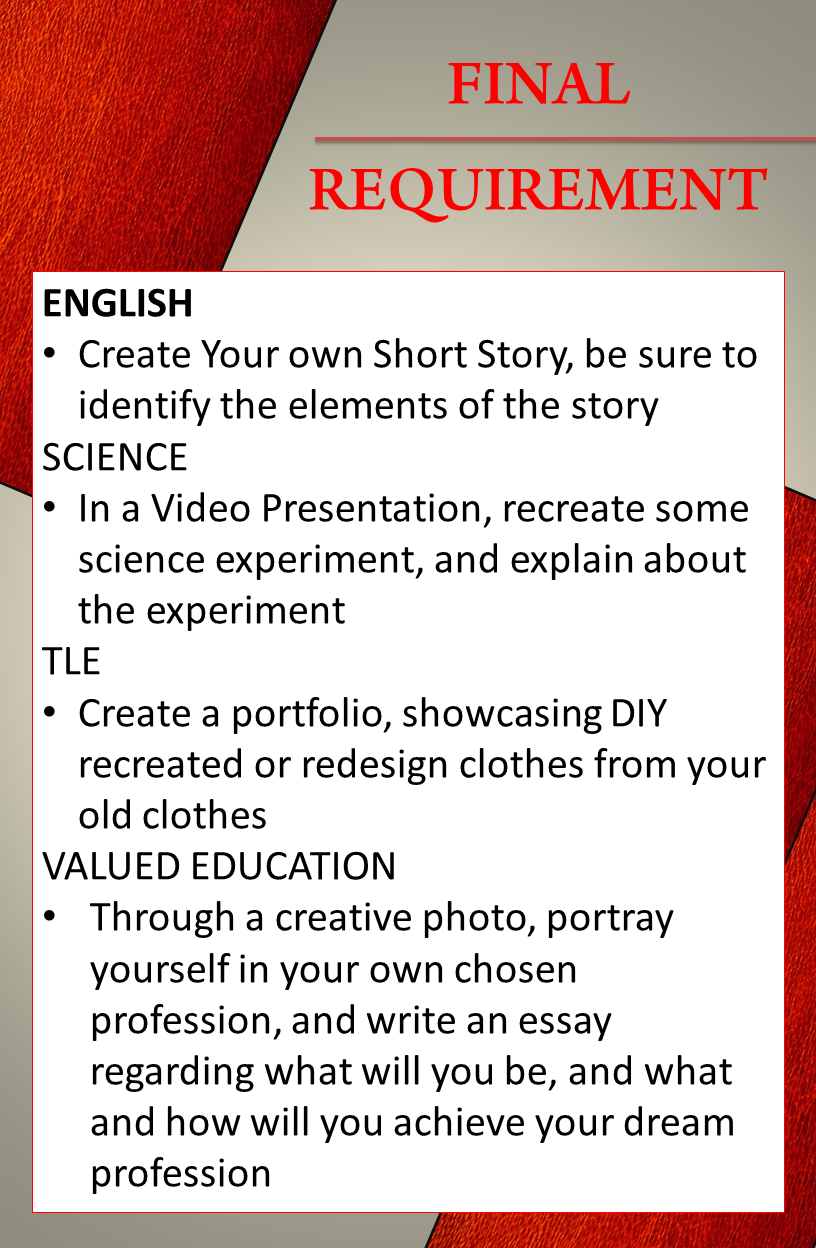 FINAL
REQUIREMENT
ENGLISH
• Create Your own Short Story, be sure to
identify the elements of the story
SCIENCE
• In a Video Presentation, recreate some
science experiment, and explain about
the experiment
TLE
• Create a portfolio, showcasing DIY
recreated or redesign clothes from your
old clothes
VALUED EDUCATION
• Through a creative photo, portray
yourself in your own chosen
profession, and write an essay
regarding what will you be, and what
and how will you achieve your dream
profession